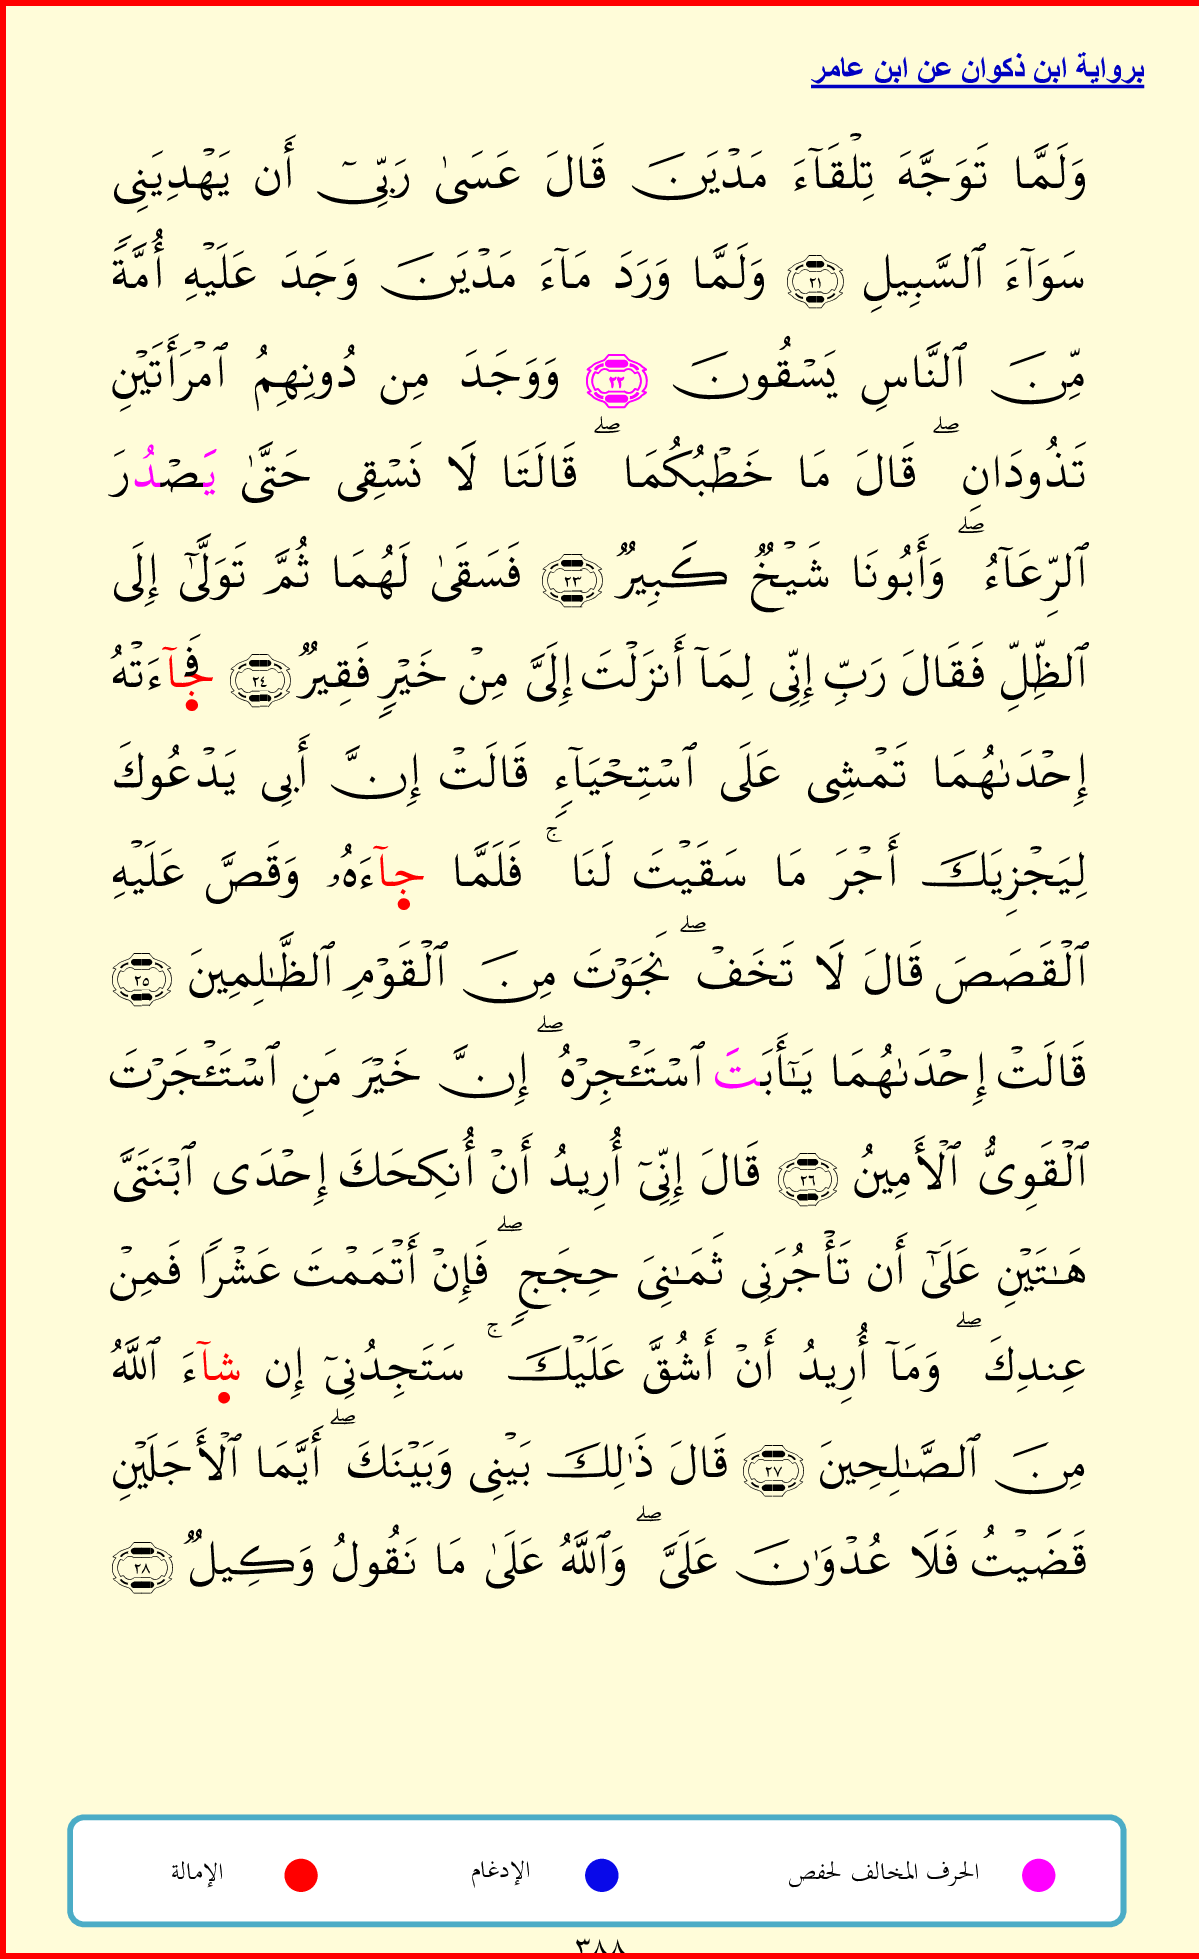 برواية ابن ذكوان عن ابن عامر
وَلَمَّا تَوَجَّهَ تِلْقَآءَ مَدْيَنَ قَالَ عَسَىٰ رَبِّىٓ أَن يَهْدِيَنِى
سَوَآءَ ٱلسَّبِيلِ ٢١ وَلَمَّا وَرَدَ مَآءَ مَدْيَنَ وَجَدَ عَلَيْهِ أُمَّةً
مِّنَ ٱلنَّاسِ يَسْقُونَ ٢٢ وَوَجَدَ مِن دُونِهِمُ ٱمْرَأَتَيْنِ
تَذُودَانِ ۖ قَالَ مَا خَطْبُكُمَا ۖ قَالَتَا لَا نَسْقِى حَتَّىٰ يَصْدُرَ
ٱلرِّعَآءُ ۖ وَأَبُونَا شَيْخٌ كَبِيرٌ ٢٣ فَسَقَىٰ لَهُمَا ثُمَّ تَوَلَّىٰٓ إِلَى
ٱلظِّلِّ فَقَالَ رَبِّ إِنِّى لِمَآ أَنزَلْتَ إِلَىَّ مِنْ خَيْرٍ فَقِيرٌ ٢٤ فَجَآءَتْهُ
إِحْدَىٰهُمَا تَمْشِى عَلَى ٱسْتِحْيَآءٍ قَالَتْ إِنَّ أَبِى يَدْعُوكَ
لِيَجْزِيَكَ أَجْرَ مَا سَقَيْتَ لَنَا ۚ فَلَمَّا جَآءَهُۥ وَقَصَّ عَلَيْهِ
ٱلْقَصَصَ قَالَ لَا تَخَفْ ۖ نَجَوْتَ مِنَ ٱلْقَوْمِ ٱلظَّـٰلِمِينَ ٢٥
قَالَتْ إِحْدَىٰهُمَا يَـٰٓأَبَتَ ٱسْتَـْٔجِرْهُ ۖ إِنَّ خَيْرَ مَنِ ٱسْتَـْٔجَرْتَ
ٱلْقَوِىُّ ٱلْأَمِينُ ٢٦ قَالَ إِنِّىٓ أُرِيدُ أَنْ أُنكِحَكَ إِحْدَى ٱبْنَتَىَّ
هَـٰتَيْنِ عَلَىٰٓ أَن تَأْجُرَنِى ثَمَـٰنِىَ حِجَجٍ ۖ فَإِنْ أَتْمَمْتَ عَشْرًا فَمِنْ
عِندِكَ ۖ وَمَآ أُرِيدُ أَنْ أَشُقَّ عَلَيْكَ ۚ سَتَجِدُنِىٓ إِن شَآءَ ٱللَّهُ
مِنَ ٱلصَّـٰلِحِينَ ٢٧ قَالَ ذَٰلِكَ بَيْنِى وَبَيْنَكَ ۖ أَيَّمَا ٱلْأَجَلَيْنِ
قَضَيْتُ فَلَا عُدْوَٰنَ عَلَىَّ ۖ وَٱللَّهُ عَلَىٰ مَا نَقُولُ وَكِيلٌ ٢٨
الحرف المخالف لحفص الإدغام الإمالة
٣٨٨